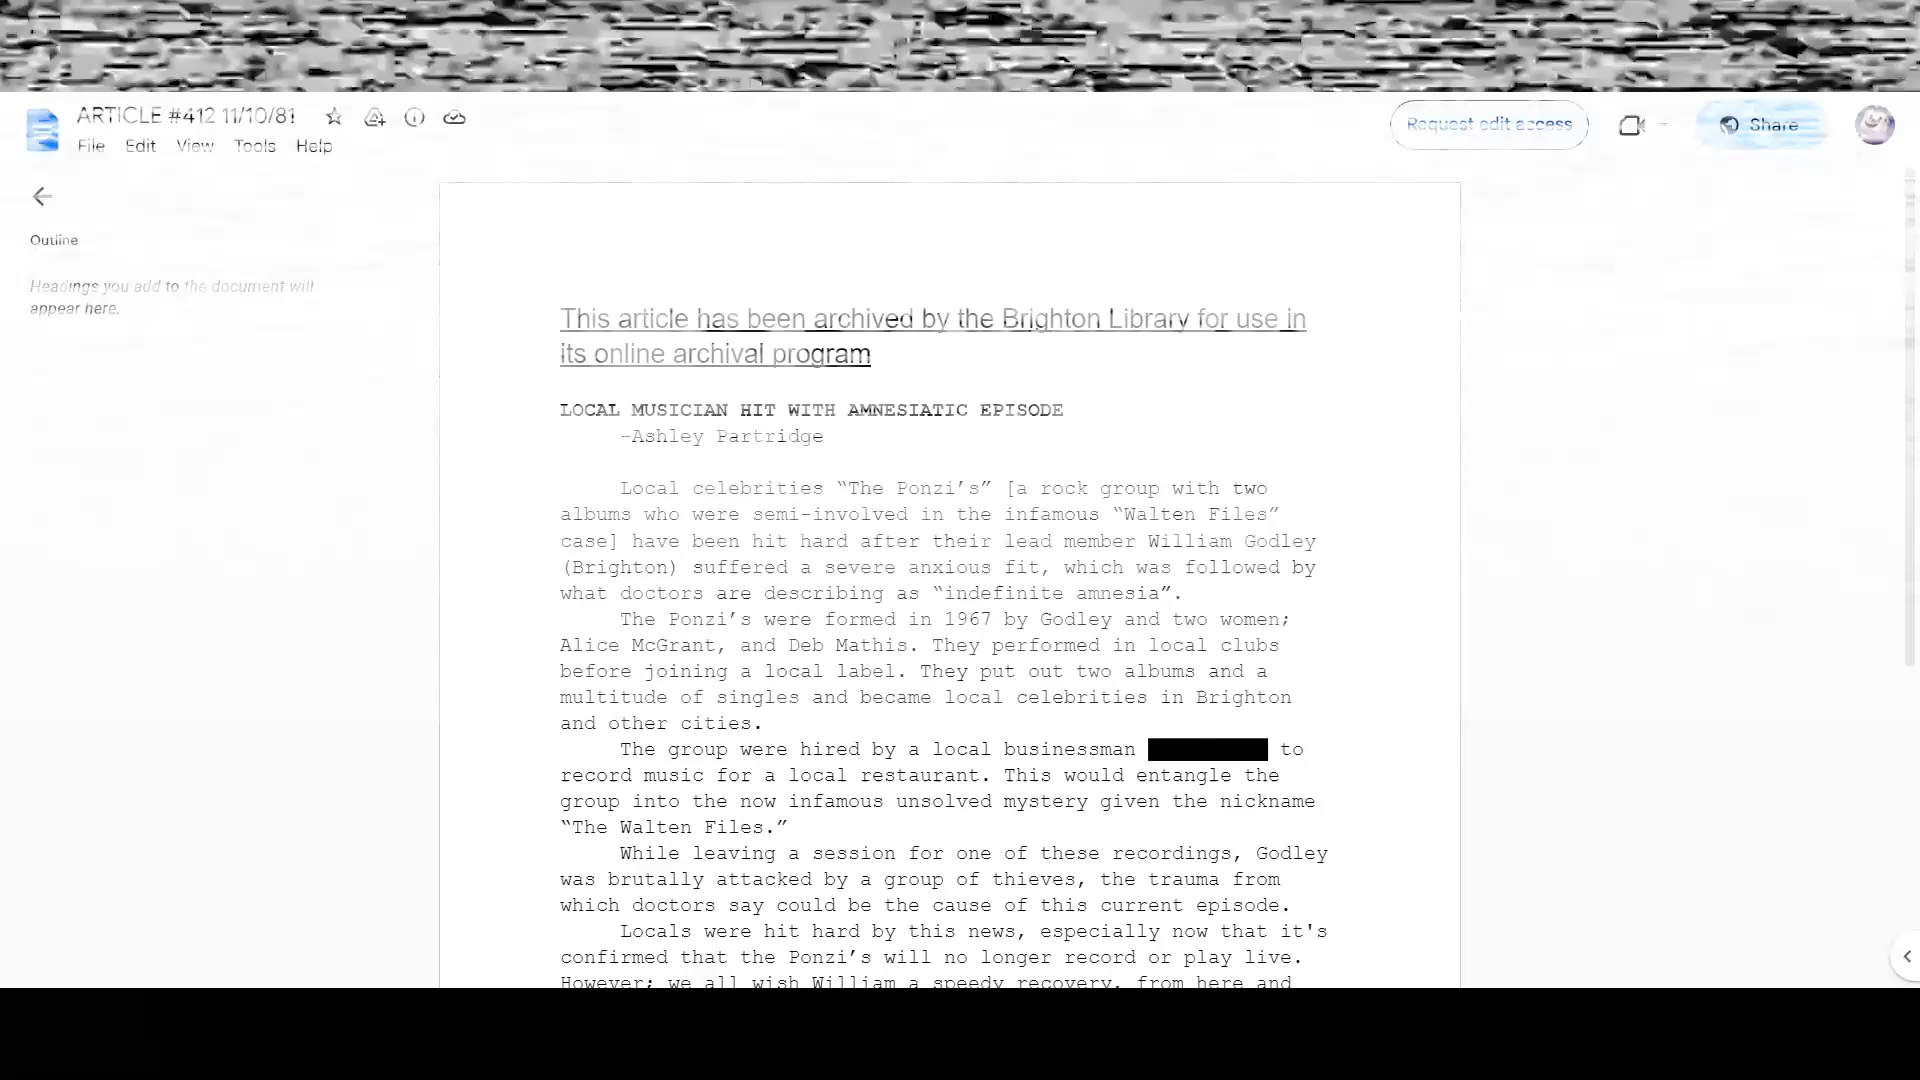 ARTICLE #412 11/10/81
Request edit access
Share
File Edit View Tools Help
Outline
Headings you add to the document will
appear here.
This article has been archived by the Brighton Library for use in
its online archival program
LOCAL MUSICIAN HIT WITH AMNESIATIC EPISODE
-Ashley Partridge
Local celebrities “The Ponzi’s” [a rock group with two
albums who were semi-involved in the infamous “Walten Files”
case] have been hit hard after their lead member William Godley
(Brighton) suffered a severe anxious fit, which was followed by
what doctors are describing as “indefinite amnesia”.
The Ponzi’s were formed in 1967 by Godley and two women;
Alice McGrant, and Deb Mathis. They performed in local clubs
before joining a local label. They put out two albums and a
multitude of singles and became local celebrities in Brighton
and other cities.
The group were hired by a local businessman to
record music for a local restaurant. This would entangle the
group into the now infamous unsolved mystery given the nickname
“The Walten Files.”
While leaving a session for one of these recordings, Godley
was brutally attacked by a group of thieves, the trauma from
which doctors say could be the cause of this current episode.
Locals were hit hard by this news, especially now that it's
confirmed that the Ponzi’s will no longer record or play live.
However; we all wish William a speedy recovery, from here and